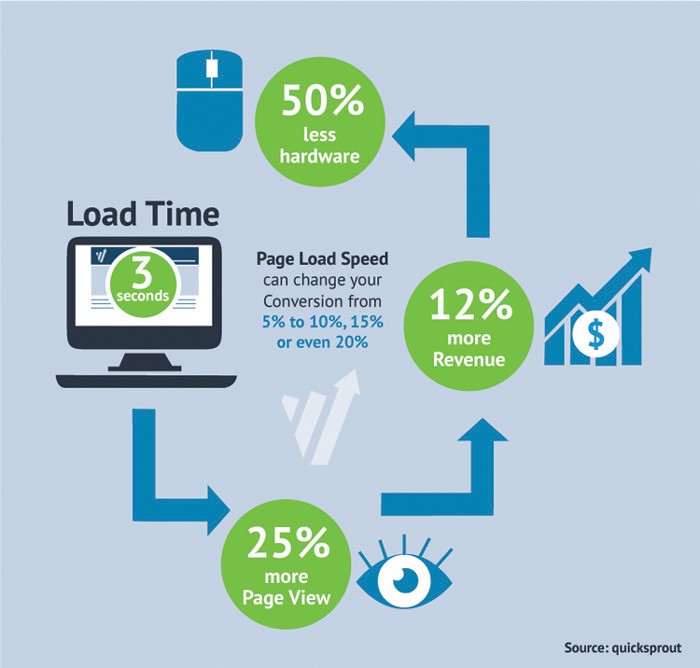 50%
less
hardware
Load Time
3
seconds
Page Load Speed
can change your
Conversion from
5% to 10%, 15%
or even 20%
12%
more
Revenue
$
25%
more
Page View
Source: quicksprout